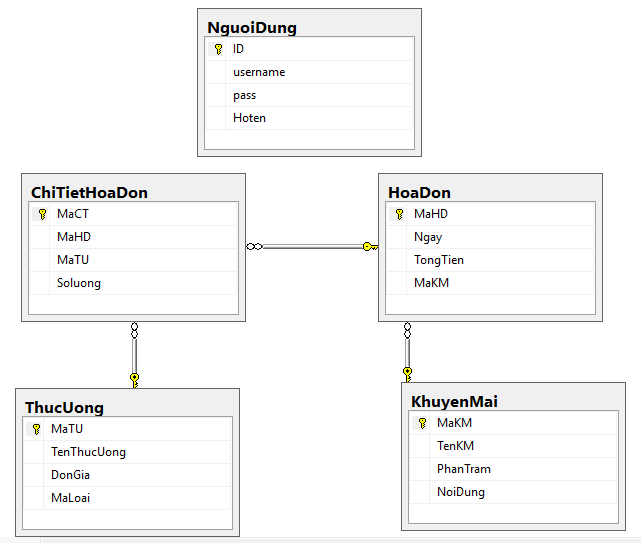 NguoiDung
ID
username
pass
Hoten
ChiTietHoaDon
MaCT
MaHD
MaTU
Soluong
HoaDon
MaHD
Ngay
TongTien
MaKM
ThucUong
MaTU
TenThucUong
DonGia
MaLoai
KhuyenMai
MaKM
TenKM
PhanTram
NoiDung